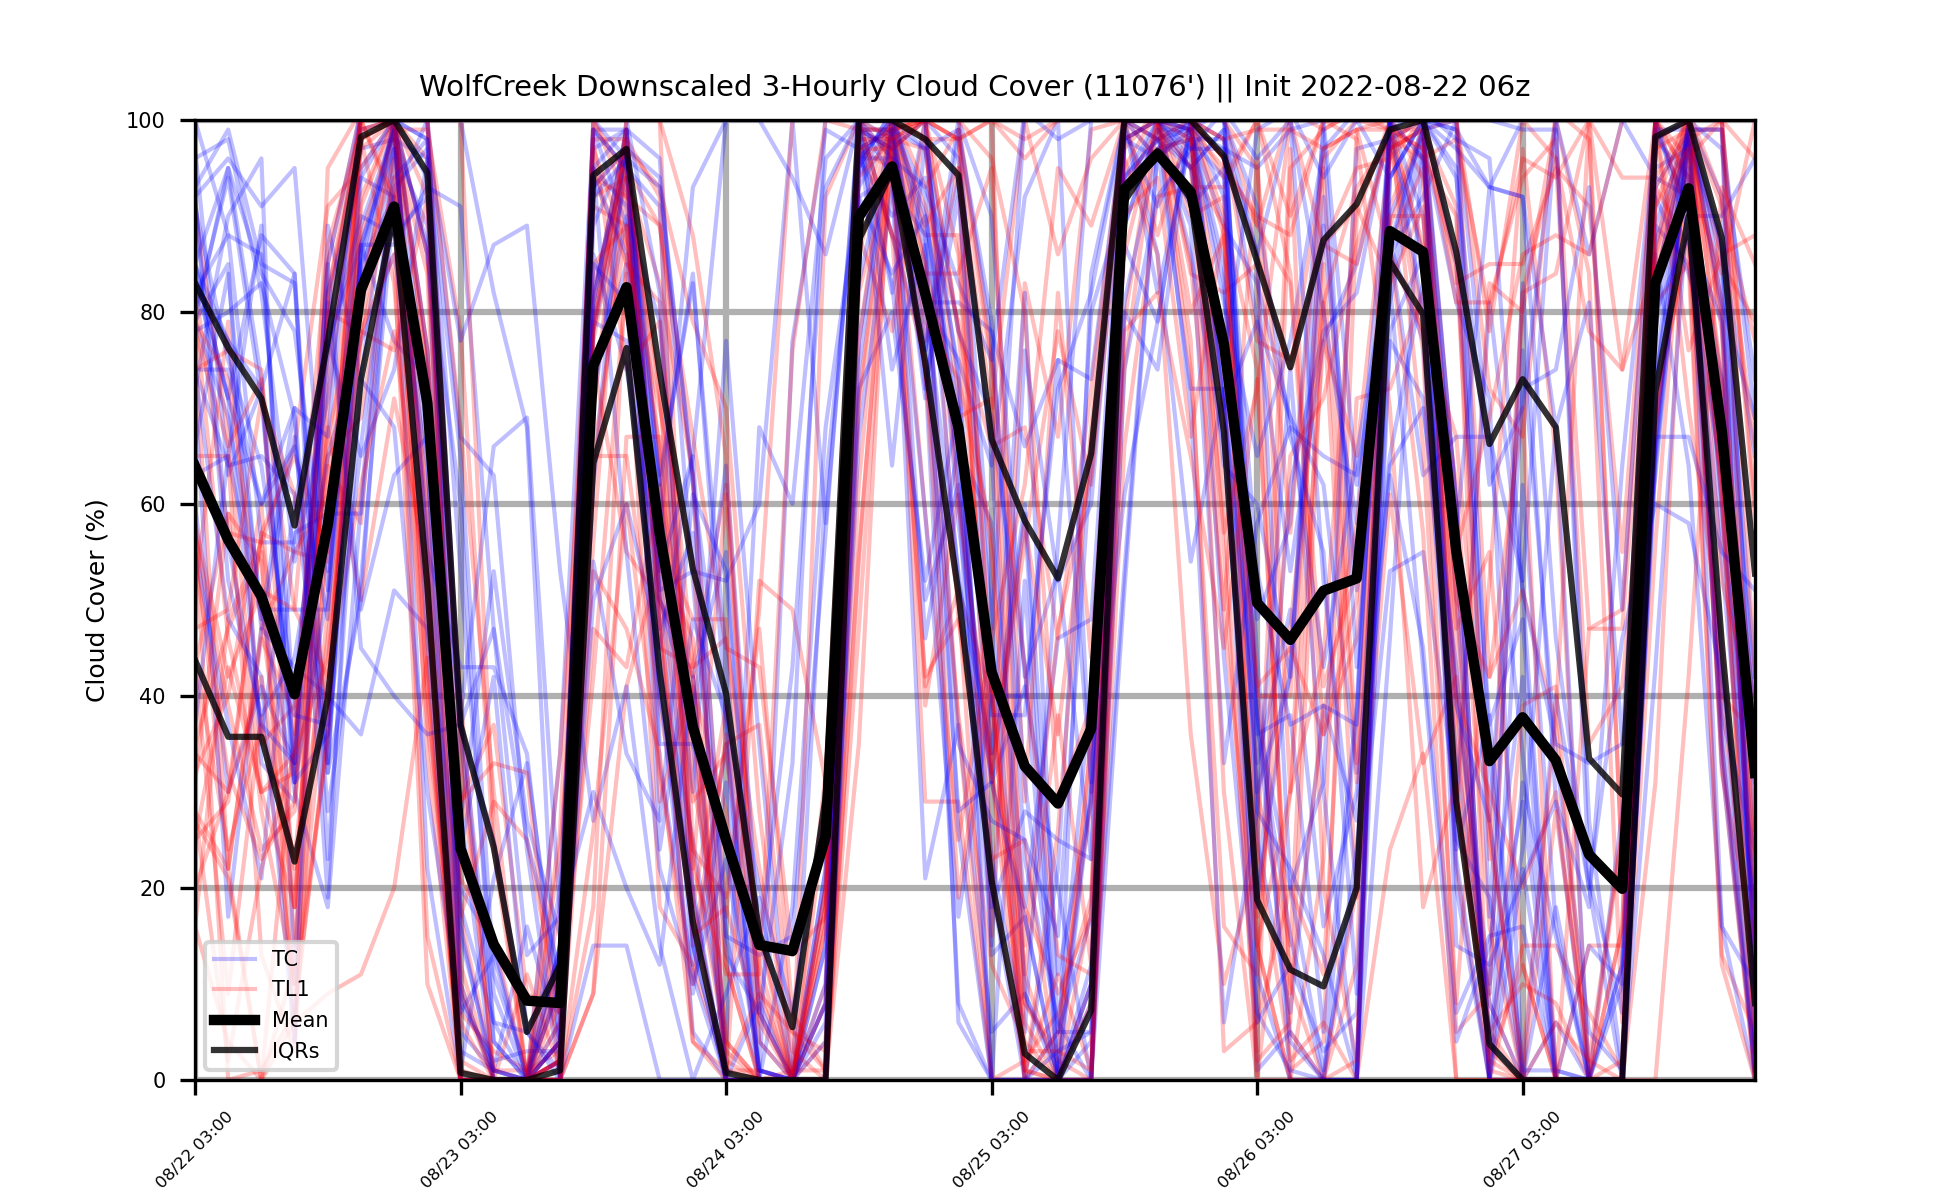 WolfCreek Downscaled 3-Hourly Cloud Cover (11076') || Init 2022-08-22 06z
Cloud Cover (%)
100
80
60
40
20
0
TC
TL1
Mean
IQRs
08/22 03:00
08/23 03:00
08/24 03:00
08/25 03:00
08/26 03:00
08/27 03:00